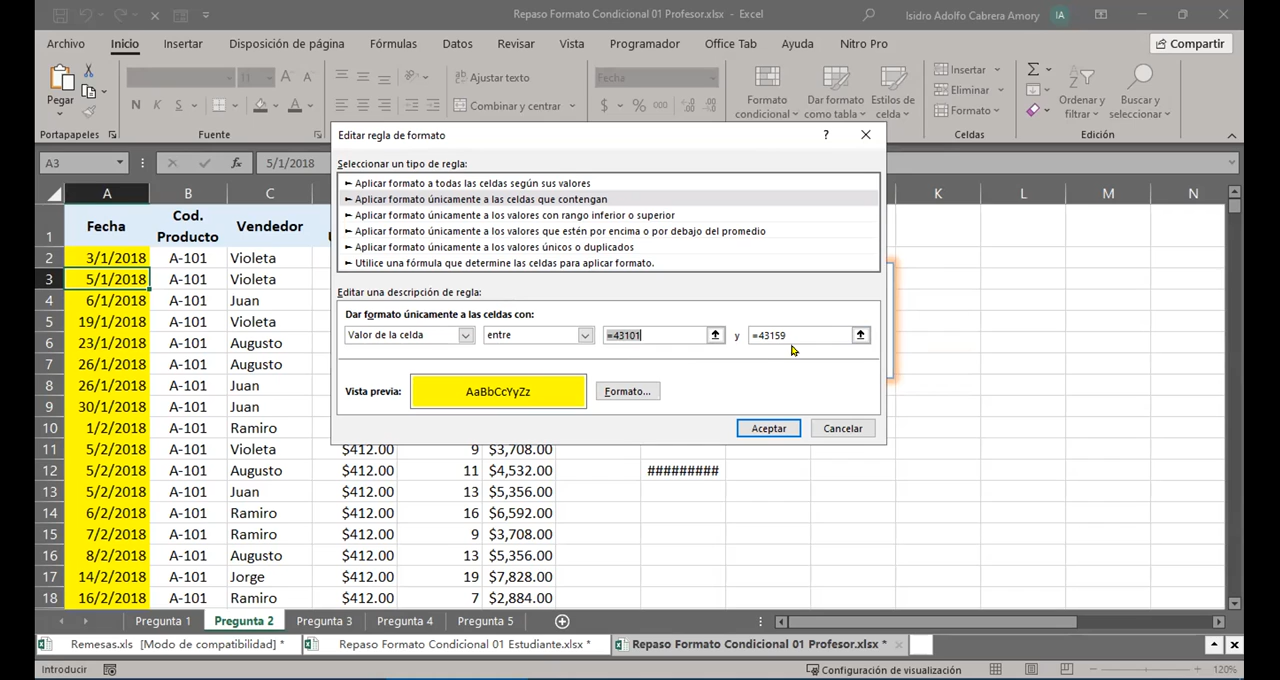 Repaso Formato Condicional 01 Profesor.xlsx - Excel
Isidro Adolfo Cabrera Amory
IA
Archivo Inicio Insertar Disposición de página Fórmulas Datos Revisar Vista Programador Office Tab Ayuda Nitro Pro Compartir
Pegar
11 A A
N K S A
Ajustar texto
Combinar y centrar
Fecha
$ % 000
Formato condicional
Dar formato como tabla
Estilos de celda
Insertar
Eliminar
Formato
Ordenar y filtrar
Buscar y seleccionar
Portapapeles Fuente Celdas Edición
A3 fx 5/1/2018
Editar regla de formato ?
Seleccionar un tipo de regla:
► Aplicar formato a todas las celdas según sus valores
► Aplicar formato únicamente a las celdas que contengan
► Aplicar formato únicamente a los valores con rango inferior o superior
► Aplicar formato únicamente a los valores que estén por encima o por debajo del promedio
► Aplicar formato únicamente a los valores únicos o duplicados
► Utilice una fórmula que determine las celdas para aplicar formato.
Editar una descripción de regla:
Dar formato únicamente a las celdas con:
Valor de la celda entre =43101 y =43159
Vista previa: AaBbCcYyZz Formato...
Aceptar Cancelar
A B C K L M N
1 Fecha Cod. Producto Vendedor
2 3/1/2018 A-101 Violeta
3 5/1/2018 A-101 Violeta
4 6/1/2018 A-101 Juan
5 19/1/2018 A-101 Violeta
6 23/1/2018 A-101 Augusto
7 26/1/2018 A-101 Augusto
8 26/1/2018 A-101 Juan
9 30/1/2018 A-101 Juan
10 1/2/2018 A-101 Ramiro
11 5/2/2018 A-101 Violeta $412.00 9 $3,708.00
12 5/2/2018 A-101 Augusto $412.00 11 $4,532.00 #########
13 5/2/2018 A-101 Juan $412.00 13 $5,356.00
14 6/2/2018 A-101 Ramiro $412.00 16 $6,592.00
15 7/2/2018 A-101 Ramiro $412.00 9 $3,708.00
16 8/2/2018 A-101 Augusto $412.00 13 $5,356.00
17 14/2/2018 A-101 Jorge $412.00 19 $7,828.00
18 16/2/2018 A-101 Ramiro $412.00 7 $2,884.00
Pregunta 1 Pregunta 2 Pregunta 3 Pregunta 4 Pregunta 5
Remesas.xls [Modo de compatibilidad] * Repaso Formato Condicional 01 Estudiante.xlsx * Repaso Formato Condicional 01 Profesor.xlsx *
Introducir Configuración de visualización 120%